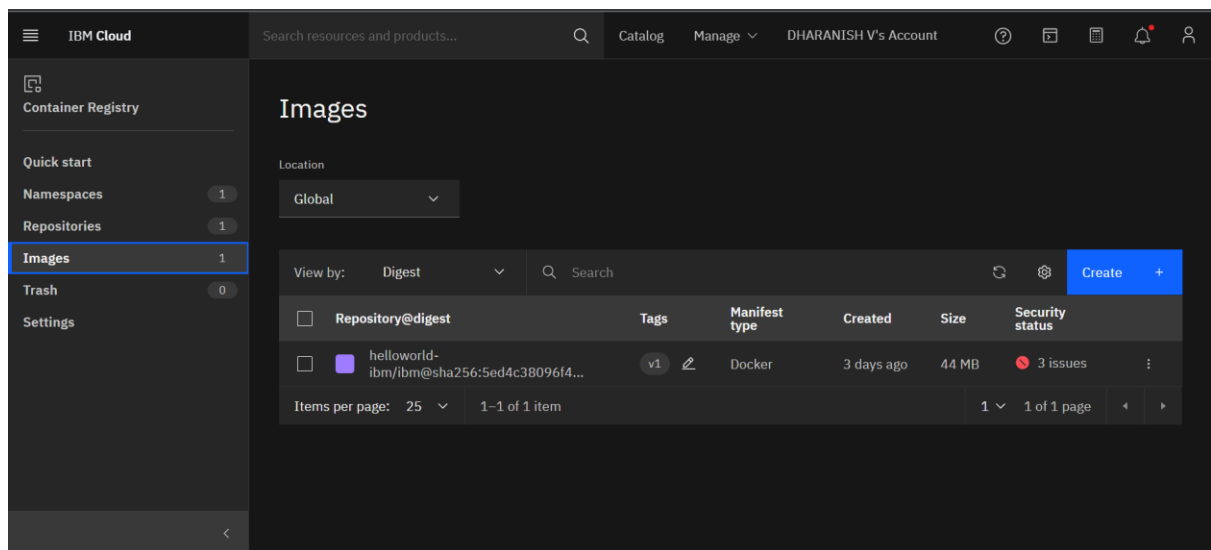 IBM Cloud
Search resources and products...
Catalog
Manage
DHARANISH V's Account
Container Registry
Quick start
Namespaces 1
Repositories 1
Images 1
Trash 0
Settings
Images
Location
Global
View by: Digest
Search
Create +
Repository@digest Tags Manifest type Created Size Security status
helloworld-
ibm/ibm@sha256:5ed4c38096f4...
v1
Docker
3 days ago
44 MB
3 issues
Items per page: 25
1–1 of 1 item
1
1 of 1 page